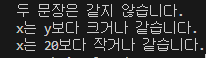 두 문장은 같지 않습니다.
x는 y보다 크거나 같습니다.
x는 20보다 작거나 같습니다.